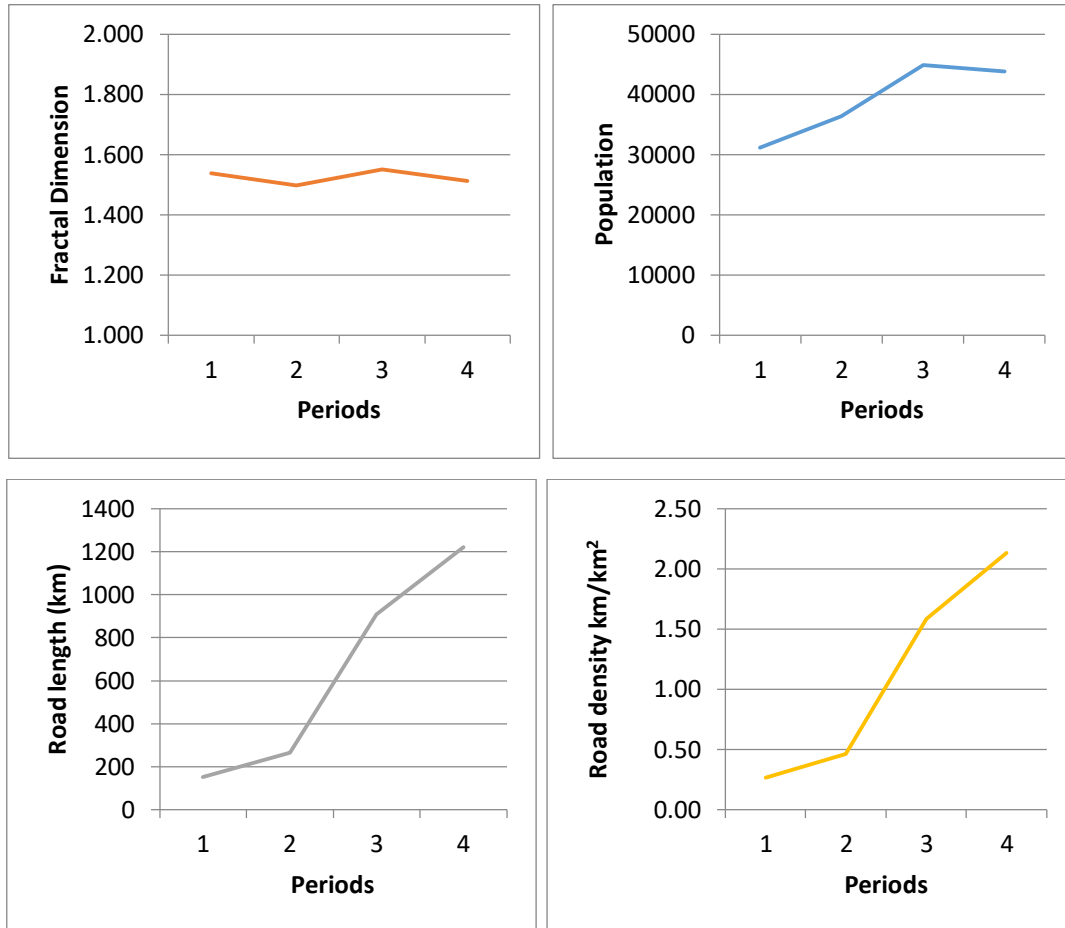 2.000
1.800
1.600
1.400
1.200
1.000
Fractal Dimension
1 2 3 4
Periods
50000
40000
30000
20000
10000
0
Population
1 2 3 4
Periods
1400
1200
1000
800
600
400
200
0
Road length (km)
1 2 3 4
Periods
2.50
2.00
1.50
1.00
0.50
0.00
Road density km/km²
1 2 3 4
Periods